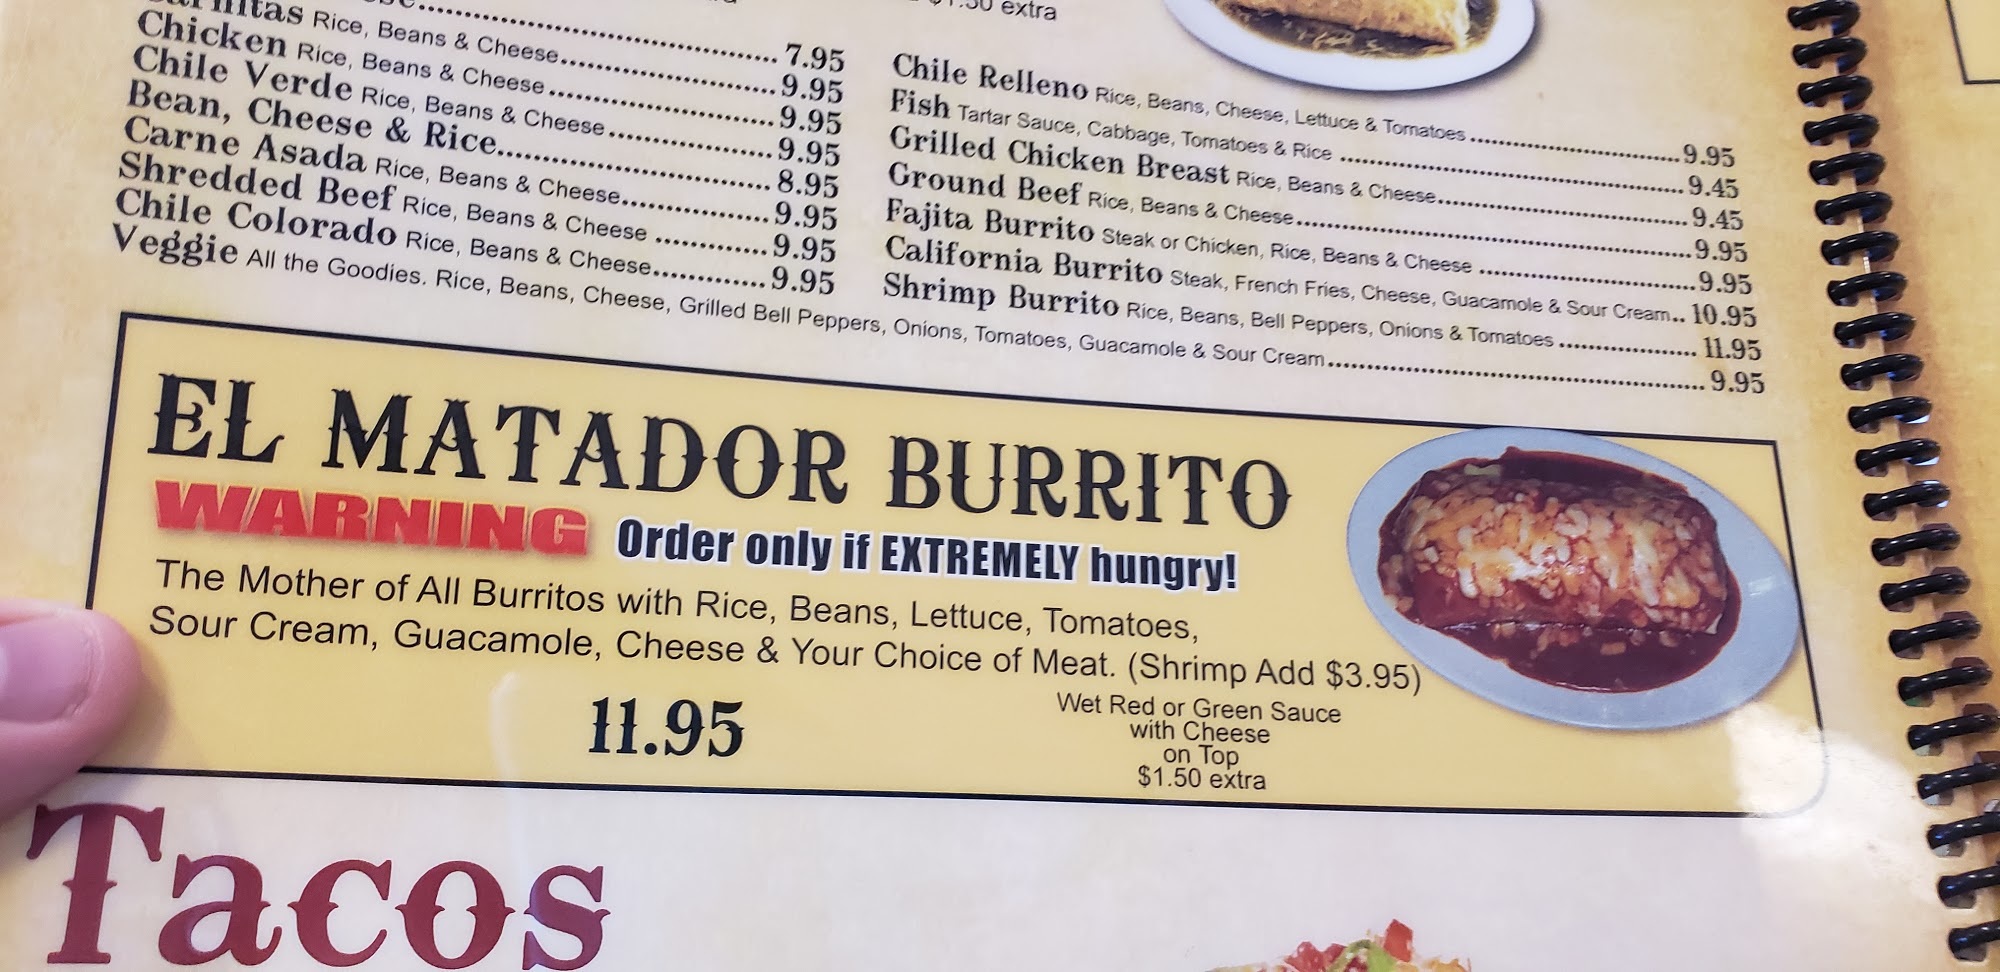 7.95
Carnitas Rice, Beans & Cheese 9.95
Chicken Rice, Beans & Cheese 9.95
Chile Verde Rice, Beans & Cheese 9.95
Bean, Cheese & Rice 8.95
Carne Asada Rice, Beans & Cheese 9.95
Shredded Beef Rice, Beans & Cheese 9.95
Chile Colorado Rice, Beans & Cheese 9.95
$1.50 extra
Chile Relleno Rice, Beans, Cheese, Lettuce & Tomatoes 9.95
Fish Tartar Sauce, Cabbage, Tomatoes & Rice 9.45
Grilled Chicken Breast Rice, Beans & Cheese 9.45
Ground Beef Rice, Beans & Cheese 9.95
Fajita Burrito Steak or Chicken, Rice, Beans & Cheese 9.95
California Burrito Steak, French Fries, Cheese, Guacamole & Sour Cream.. 10.95
Shrimp Burrito Rice, Beans, Bell Peppers, Onions & Tomatoes 11.95
Veggie All the Goodies. Rice, Beans, Cheese, Grilled Bell Peppers, Onions, Tomatoes, Guacamole & Sour Cream 9.95
EL MATADOR BURRITO
WARNING Order only if EXTREMELY hungry!
The Mother of All Burritos with Rice, Beans, Lettuce, Tomatoes,
Sour Cream, Guacamole, Cheese & Your Choice of Meat. (Shrimp Add $3.95)
11.95
Wet Red or Green Sauce
with Cheese
on Top
$1.50 extra
Tacos